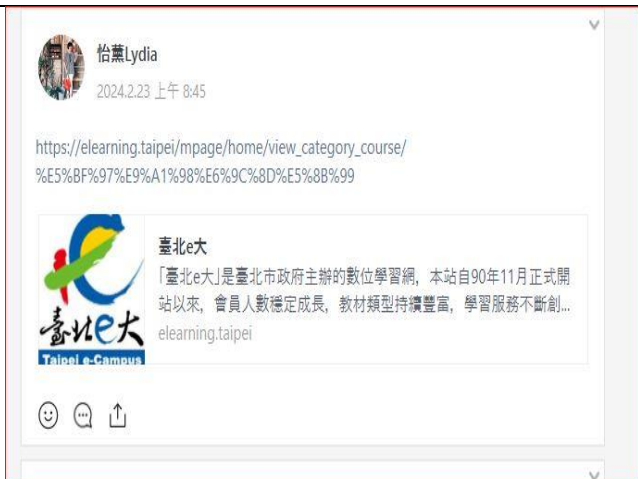 怡薰Lydia
2024.2.23 上午 8:45
https://elearning.taipei/mpage/home/view_category_course/
%E5%BF%97%E9%A1%98%E6%9C%8D%E5%8B%99
臺北e大
「臺北e大」是臺北市政府主辦的數位學習網，本站自90年11月正式開
站以來，會員人數穩定成長，教材類型持續豐富，學習服務不斷創...
elearning.taipei
臺北e大
Taipei e-Campus